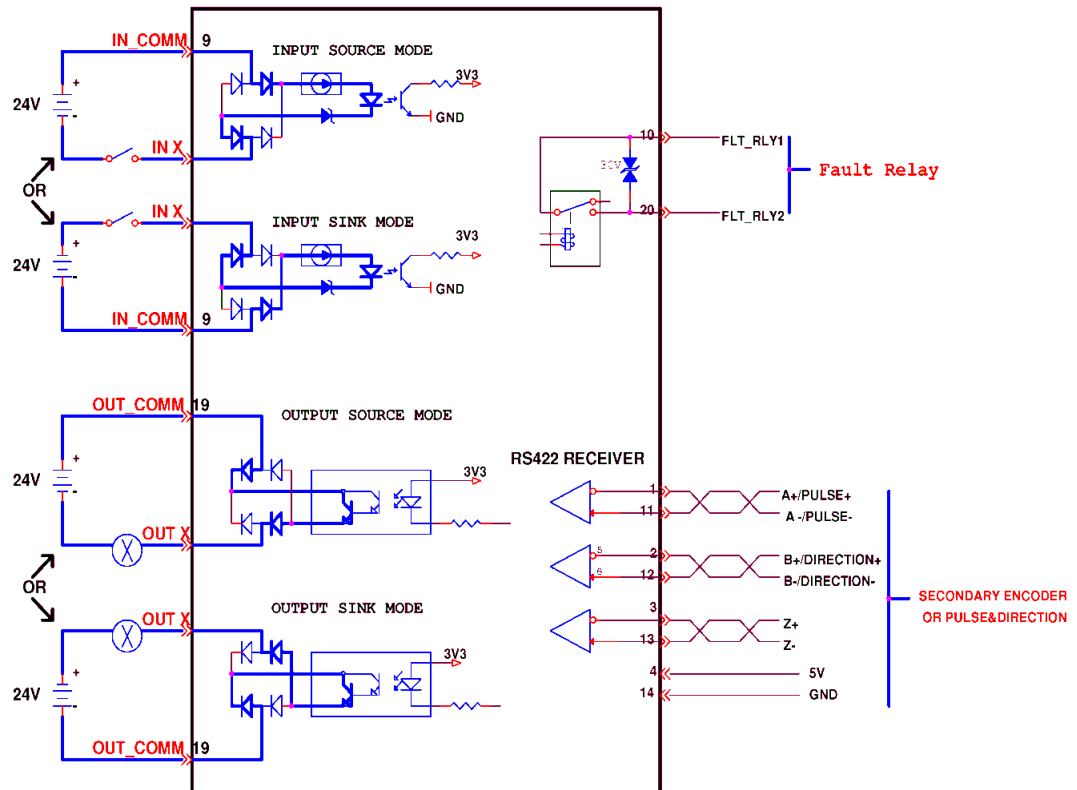 IN_COMM 9
INPUT SOURCE MODE
+
24V
-
3V3
GND
IN X
OR
IN X
INPUT SINK MODE
+
24V
-
3V3
GND
IN_COMM 9
10 FLT_RLY1
30V
Fault Relay
20 FLT_RLY2
OUT_COMM 19
OUTPUT SOURCE MODE
+
24V
-
3V3
OUT X
OR
OUT X
OUTPUT SINK MODE
+
24V
-
3V3
OUT_COMM 19
RS422 RECEIVER
1 A+/PULSE+
11 A-/PULSE-
5 2 B+/DIRECTION+
6 12 B-/DIRECTION-
3 Z+
13 Z-
4 5V
14 GND
SECONDARY ENCODER
OR PULSE&DIRECTION